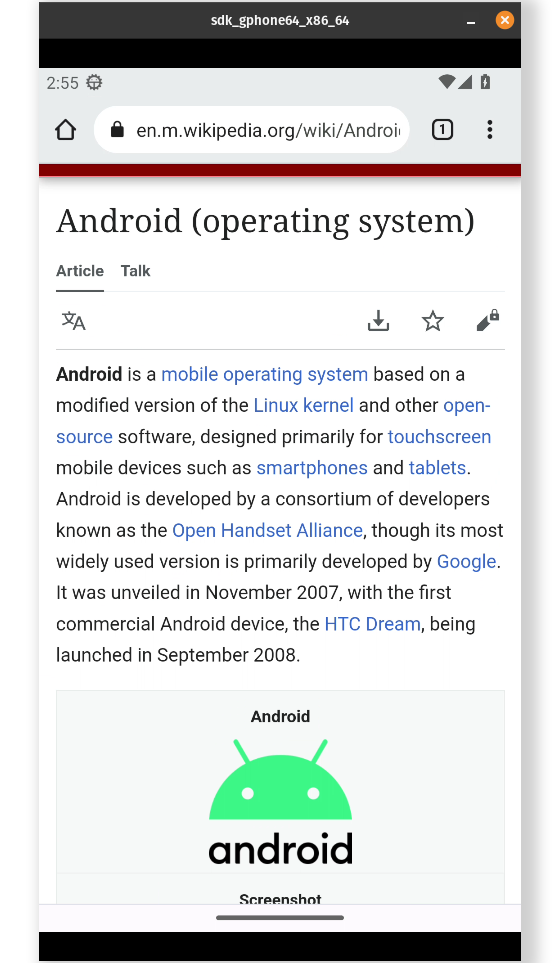 sdk_gphone64_x86_64
2:55
en.m.wikipedia.org/wiki/Androi
1
Android (operating system)
Article Talk
Android is a mobile operating system based on a
modified version of the Linux kernel and other open-
source software, designed primarily for touchscreen
mobile devices such as smartphones and tablets.
Android is developed by a consortium of developers
known as the Open Handset Alliance, though its most
widely used version is primarily developed by Google.
It was unveiled in November 2007, with the first
commercial Android device, the HTC Dream, being
launched in September 2008.
Android
android
Screenshot